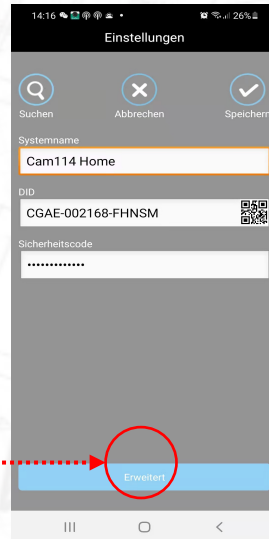 14:16 26%
Einstellungen
Suchen Abbrechen Speichern
Systemname
Cam114 Home
DID
CGAE-002168-FHNSM
Sicherheitscode
•••••••••••••
Erweitert